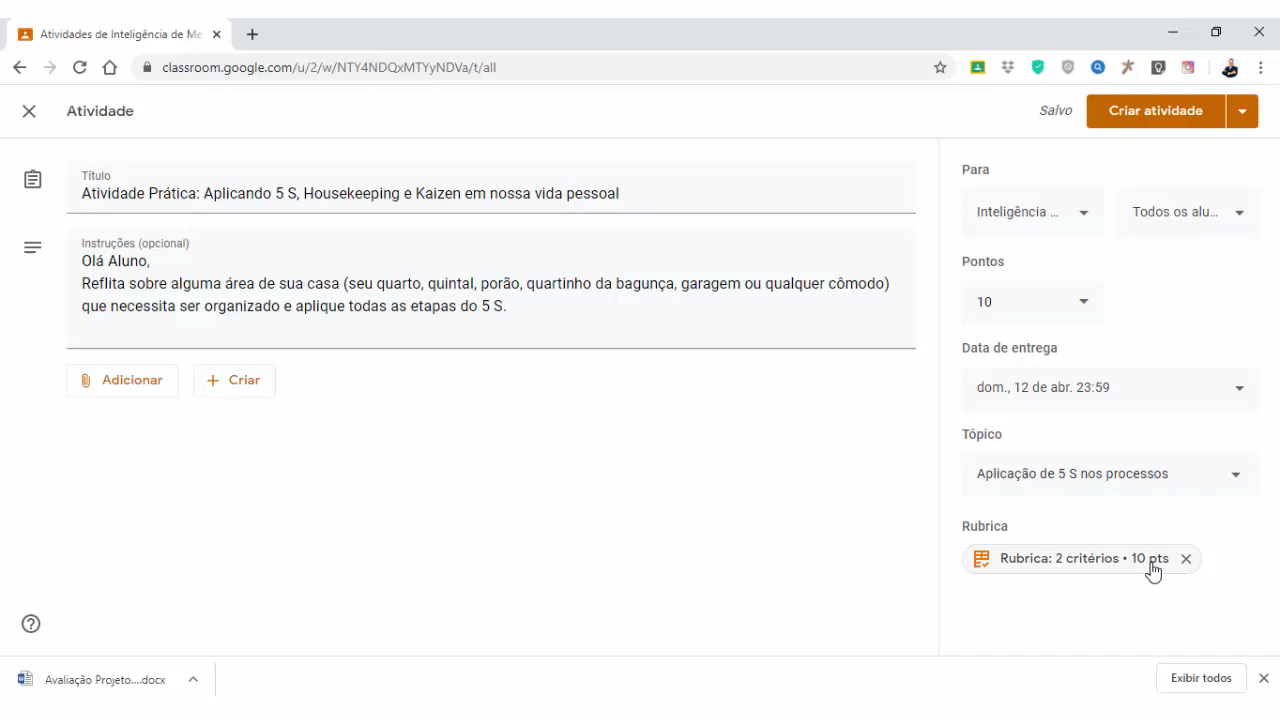 Atividades de Inteligência de Me
classroom.google.com/u/2/w/NTY4NDQxMTYyNDVa/t/all
Atividade
Salvo
Criar atividade
Título
Atividade Prática: Aplicando 5 S, Housekeeping e Kaizen em nossa vida pessoal
Instruções (opcional)
Olá Aluno,
Reflita sobre alguma área de sua casa (seu quarto, quintal, porão, quartinho da bagunça, garagem ou qualquer cômodo)
que necessita ser organizado e aplique todas as etapas do 5 S.
Adicionar
Criar
Para
Inteligência ...
Todos os alu...
Pontos
10
Data de entrega
dom., 12 de abr. 23:59
Tópico
Aplicação de 5 S nos processos
Rubrica
Rubrica: 2 critérios • 10 pts
Avaliação Projeto....docx
Exibir todos